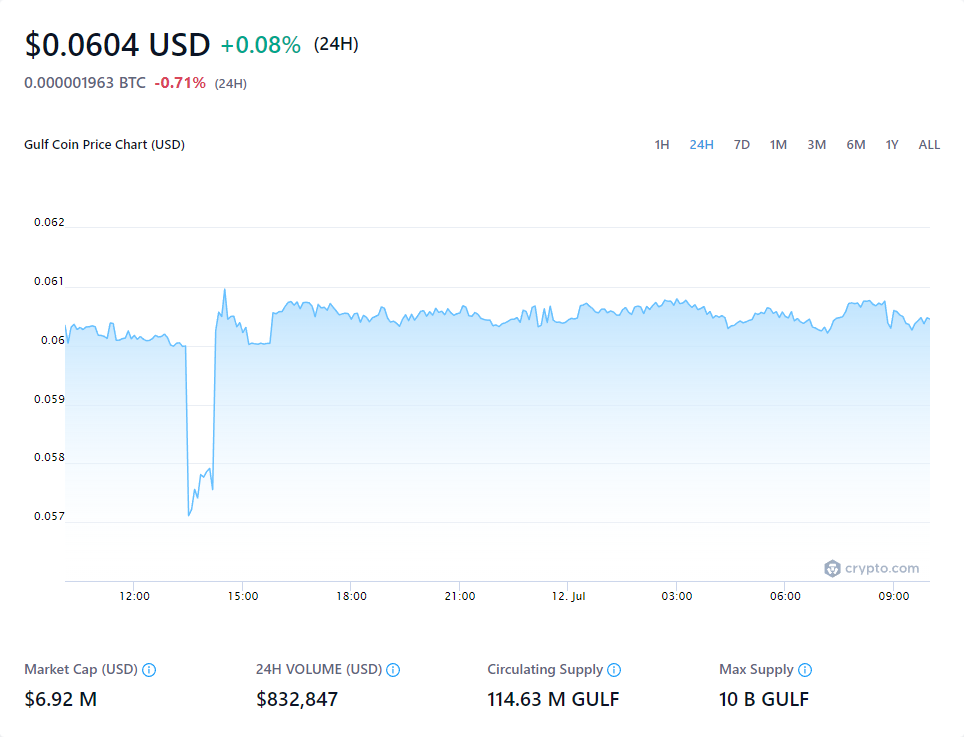 $0.0604 USD +0.08% (24H)
0.000001963 BTC -0.71% (24H)
Gulf Coin Price Chart (USD) 1H 24H 7D 1M 3M 6M 1Y ALL
0.062
0.061
0.06
0.059
0.058
0.057
crypto.com
12:00 15:00 18:00 21:00 12. Jul 03:00 06:00 09:00
Market Cap (USD) 24H VOLUME (USD) Circulating Supply Max Supply
$6.92 M $832,847 114.63 M GULF 10 B GULF